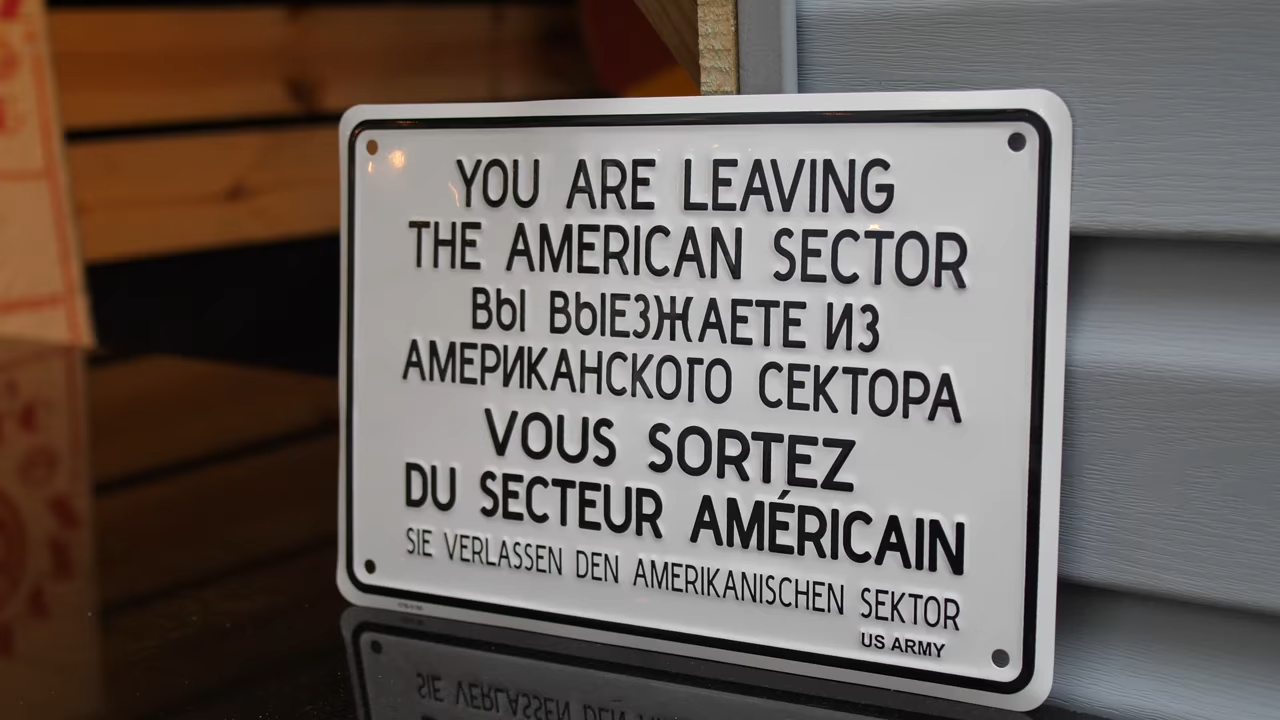 YOU ARE LEAVING
THE AMERICAN SECTOR
ВЫ ВЫЕЗЖАЕТЕ ИЗ
АМЕРИКАНСКОГО СЕКТОРА
VOUS SORTEZ
DU SECTEUR AMÉRICAIN
SIE VERLASSEN DEN AMERIKANISCHEN SEKTOR
US ARMY